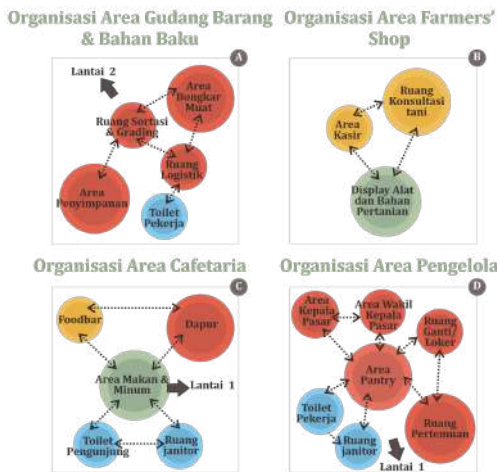 Organisasi Area Gudang Barang
& Bahan Baku
A
Lantai 2
Area
Bongkar
Muat
Ruang Sortasi
& Grading
Ruang
Logistik
Area
Penyimpanan
Toilet
Pekerja
Organisasi Area Farmers'
Shop
B
Ruang
Konsultasi
tani
Area
Kasir
Display Alat
dan Bahan
Pertanian
Organisasi Area Cafetaria
C
Foodbar
Dapur
Area Makan &
Minum
Lantai 1
Toilet
Pengunjung
Ruang
janitor
Organisasi Area Pengelola
D
Area
Kepala
Pasar
Area Wakil
Kepala
Pasar
Ruang
Ganti/
Loker
Area
Pantry
Toilet
Pekerja
Ruang
janitor
Ruang
Pertemuan
Lantai 1